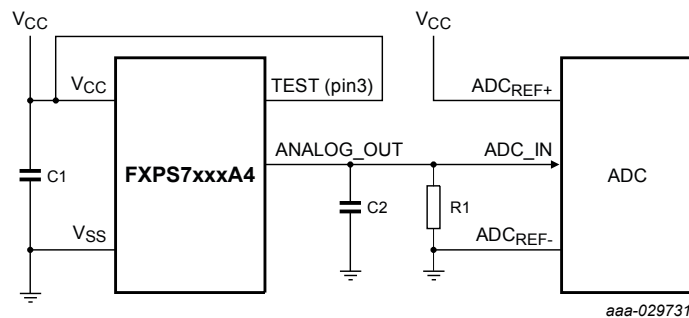 VCC
VCC
VCC
TEST (pin3)
ADCREF+
ANALOG_OUT
ADC_IN
FXPS7xxxA4
ADC
C1
C2
R1
VSS
ADCREF-
aaa-029731